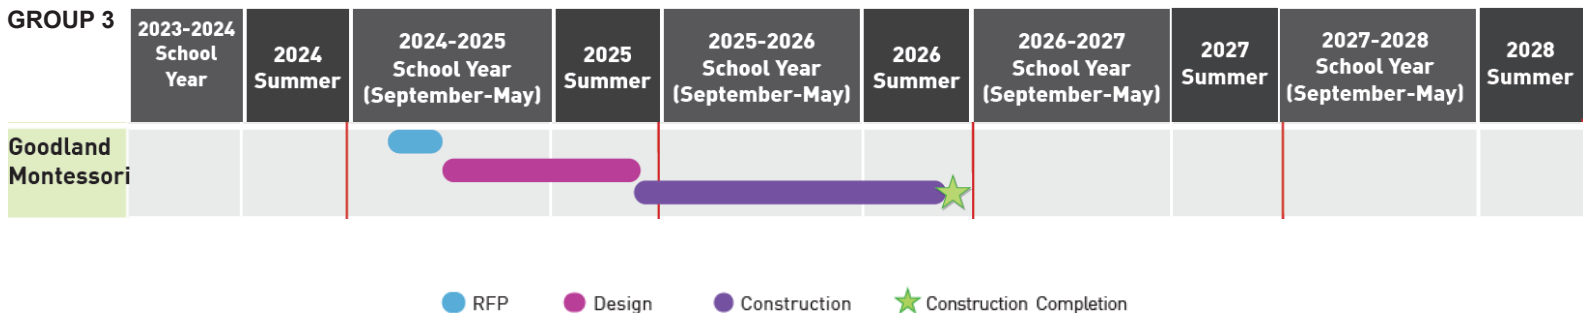 GROUP 3
2023-2024
School
Year
2024
Summer
2024-2025
School Year
(September-May)
2025
Summer
2025-2026
School Year
(September-May)
2026
Summer
2026-2027
School Year
(September-May)
2027
Summer
2027-2028
School Year
(September-May)
2028
Summer
Goodland
Montessori
RFP
Design
Construction
Construction Completion